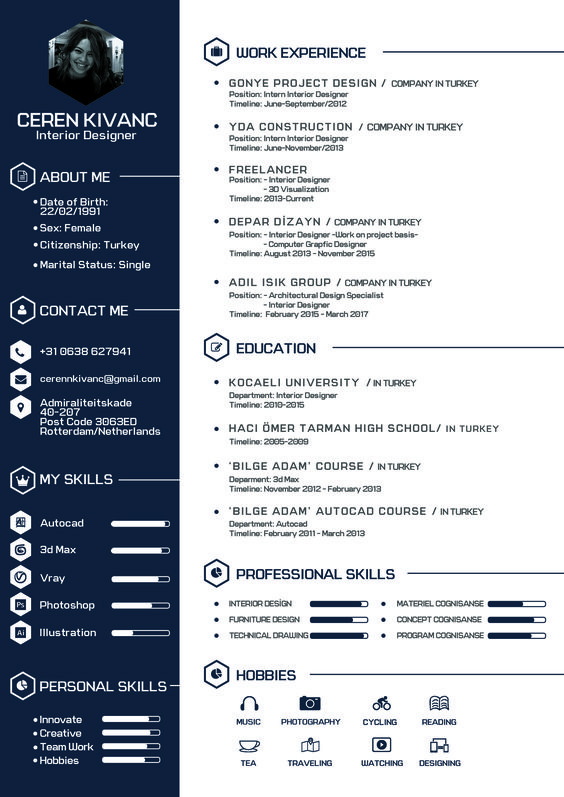 CEREN KIVANC
Interior Designer
ABOUT ME
Date of Birth:
22/02/1991
Sex: Female
Citizenship: Turkey
Marital Status: Single
CONTACT ME
+31 0638 627941
cerennkivanc@gmail.com
Admiraliteitskade
40-207
Post Code 3063ED
Rotterdam/Netherlands
MY SKILLS
Autocad
3d Max
Vray
Ps Photoshop
Ai Illustration
PERSONAL SKILLS
Innovate
Creative
Team Work
Hobbies
WORK EXPERIENCE
GONYE PROJECT DESIGN / COMPANY IN TURKEY
Position: Intern Interior Designer
Timeline: June-September/2012
YDA CONSTRUCTION / COMPANY IN TURKEY
Position: Intern Interior Designer
Timeline: June-November/2013
FREELANCER
Position: - Interior Designer
- 3D Visualization
Timeline: 2013-Current
DEPAR DİZAYN / COMPANY IN TURKEY
Position: - Interior Designer -Work on project basis-
- Computer Grapfic Designer
Timeline: August 2013 - November 2015
ADIL ISIK GROUP / COMPANY IN TURKEY
Position: - Architectural Design Specialist
- Interior Designer
Timeline: February 2015 - March 2017
EDUCATION
KOCAELI UNIVERSITY / IN TURKEY
Department: Interior Designer
Timeline: 2010-2015
HACI ÖMER TARMAN HIGH SCHOOL/ IN TURKEY
Timeline: 2005-2009
'BILGE ADAM' COURSE / IN TURKEY
Deparment: 3d Max
Timeline: November 2012 - February 2013
'BILGE ADAM' AUTOCAD COURSE / IN TURKEY
Department: Autocad
Timeline: February 2011 - March 2013
PROFESSIONAL SKILLS
INTERIOR DESİGN MATERIEL COGNISANSE
FURNITURE DESIGN CONCEPT COGNISANSE
TECHNICAL DRAWING PROGRAM COGNISANSE
HOBBIES
MUSIC PHOTOGRAPHY CYCLING READING
TEA TRAVELING WATCHING DESIGNING